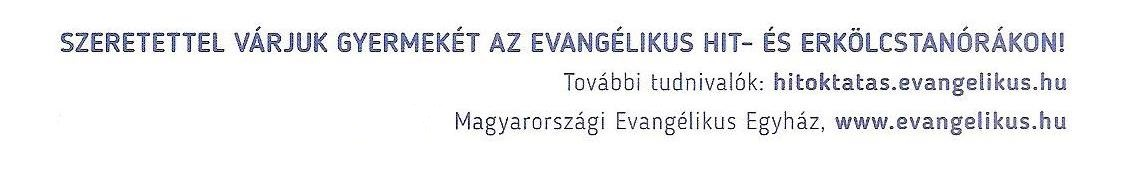 SZERETETTEL VÁRJUK GYERMEKÉT AZ EVANGÉLIKUS HIT- ÉS ERKÖLCSTANÓRÁKON!
További tudnivalók: hitoktatas.evangelikus.hu
Magyarországi Evangélikus Egyház, www.evangelikus.hu